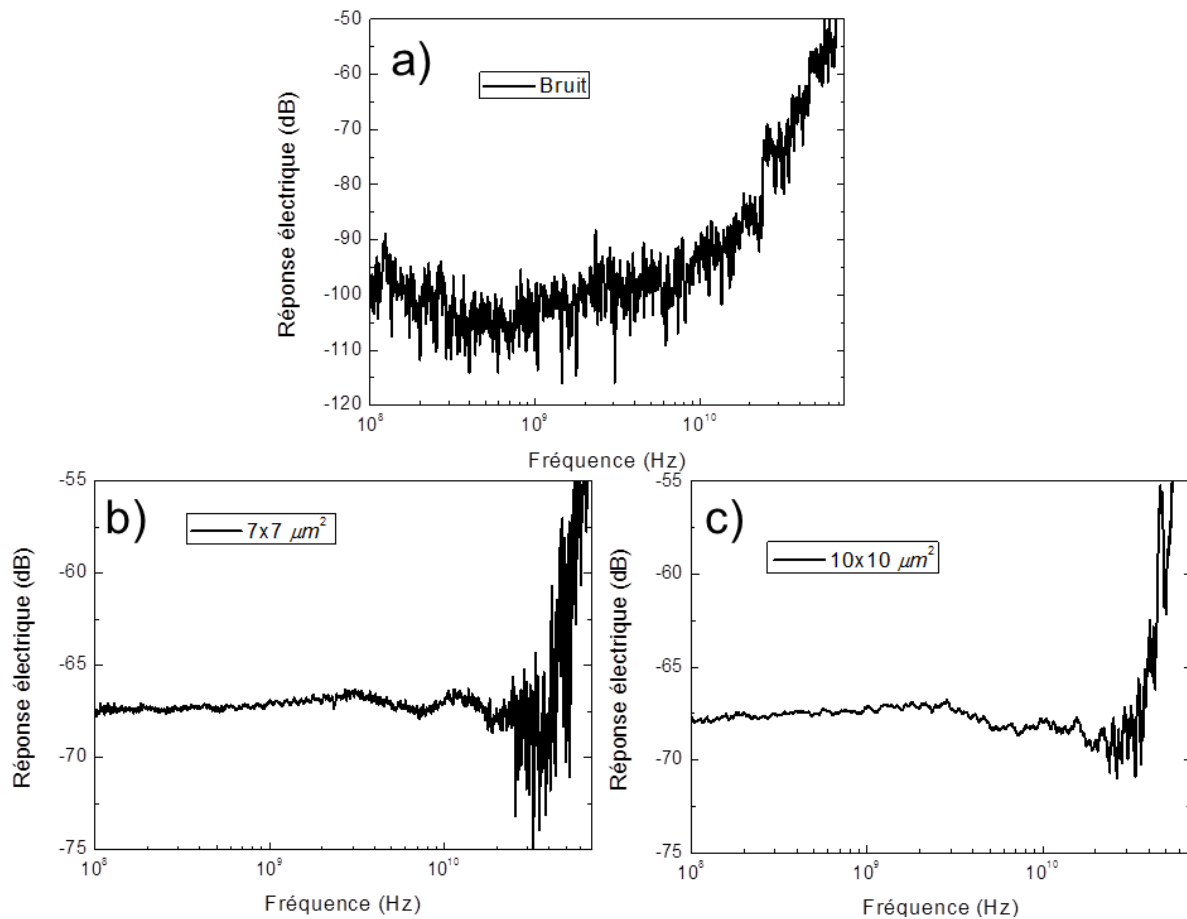 a)
Bruit
Réponse électrique (dB)
-50
-60
-70
-80
-90
-100
-110
-120
10⁸
10⁹
10¹⁰
Fréquence (Hz)
b)
7x7 μm²
Réponse électrique (dB)
-55
-60
-65
-70
-75
10⁸
10⁹
10¹⁰
Fréquence (Hz)
c)
10x10 μm²
Réponse électrique (dB)
-55
-60
-65
-70
-75
10⁸
10⁹
10¹⁰
Fréquence (Hz)